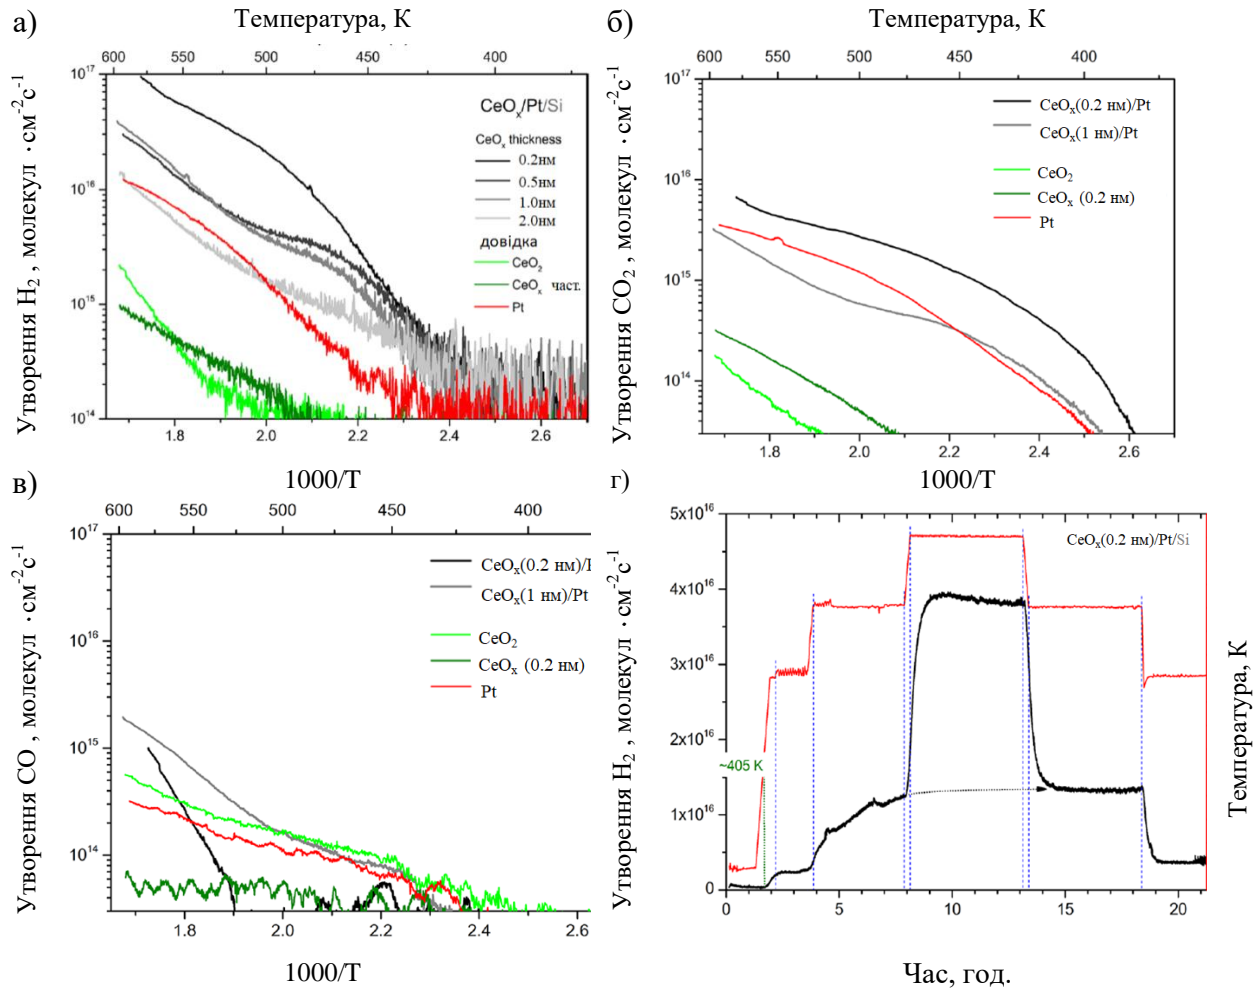 а)
Температура, К
600
550
500
450
400
Утворення H₂, молекул · см⁻²с⁻¹
10¹⁷
10¹⁶
10¹⁵
10¹⁴
CeOₓ/Pt/Si
CeOₓ thickness
0.2нм
0.5нм
1.0нм
2.0нм
довідка
CeO₂
CeOₓ част.
Pt
1.8
2.0
2.2
2.4
2.6
1000/T
б)
Температура, К
600
550
500
450
400
Утворення CO₂, молекул · см⁻²с⁻¹
10¹⁷
10¹⁶
10¹⁵
10¹⁴
CeOₓ(0.2 нм)/Pt
CeOₓ(1 нм)/Pt
CeO₂
CeOₓ (0.2 нм)
Pt
1.8
2.0
2.2
2.4
2.6
1000/T
в)
600
550
500
450
400
Утворення CO, молекул · см⁻²с⁻¹
10¹⁷
10¹⁶
10¹⁵
10¹⁴
CeOₓ(0.2 нм)/P
CeOₓ(1 нм)/Pt
CeO₂
CeOₓ (0.2 нм)
Pt
1.8
2.0
2.2
2.4
2.6
1000/T
г)
Утворення H₂, молекул · см⁻²с⁻¹
5x10¹⁶
4x10¹⁶
3x10¹⁶
2x10¹⁶
1x10¹⁶
0
CeOₓ(0.2 нм)/Pt/Si
~405 K
0
5
10
15
20
Температура, К
Час, год.